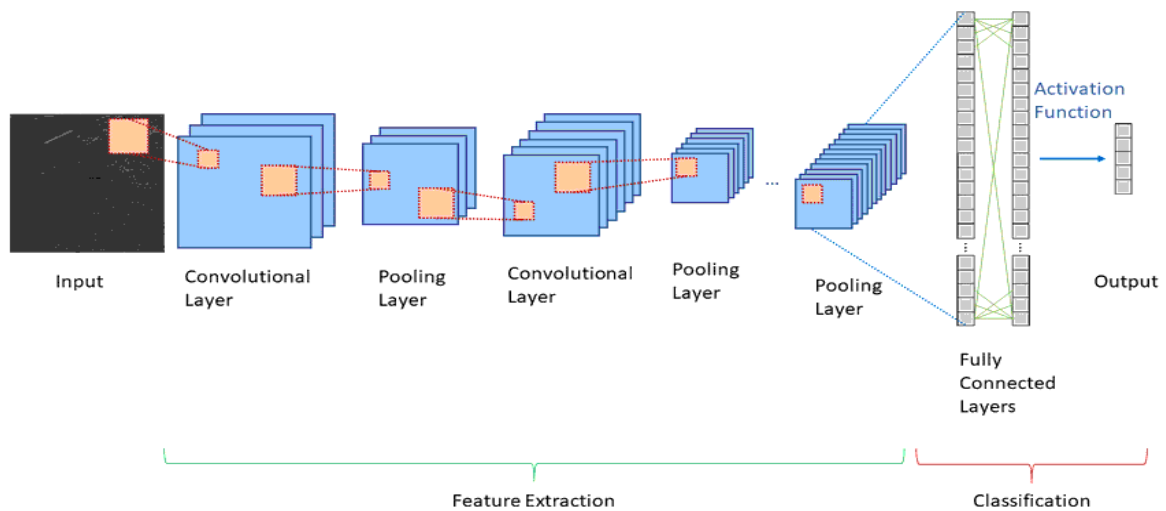 Activation
Function
Input
Convolutional
Layer
Pooling
Layer
Convolutional
Layer
Pooling
Layer
...
Pooling
Layer
Output
Fully
Connected
Layers
Feature Extraction
Classification